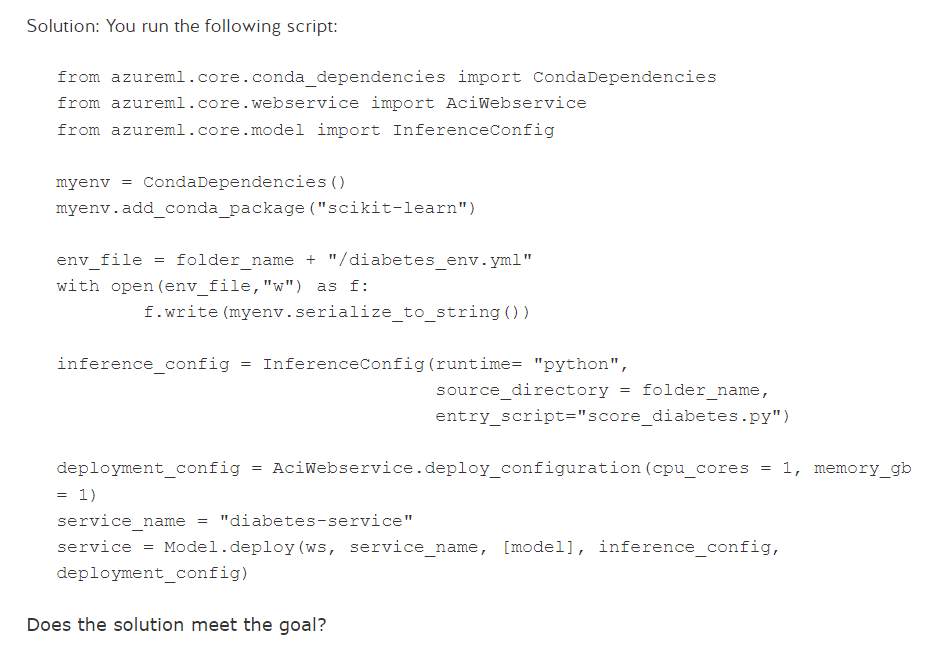 Solution: You run the following script:
from azureml.core.conda_dependencies import CondaDependencies
from azureml.core.webservice import AciWebservice
from azureml.core.model import InferenceConfig
myenv = CondaDependencies()
myenv.add_conda_package("scikit-learn")
env_file = folder_name + "/diabetes_env.yml"
with open(env_file,"w") as f:
f.write(myenv.serialize_to_string())
inference_config = InferenceConfig(runtime= "python",
source_directory = folder_name,
entry_script="score_diabetes.py")
deployment_config = AciWebservice.deploy_configuration(cpu_cores = 1, memory_gb
= 1)
service_name = "diabetes-service"
service = Model.deploy(ws, service_name, [model], inference_config,
deployment_config)
Does the solution meet the goal?